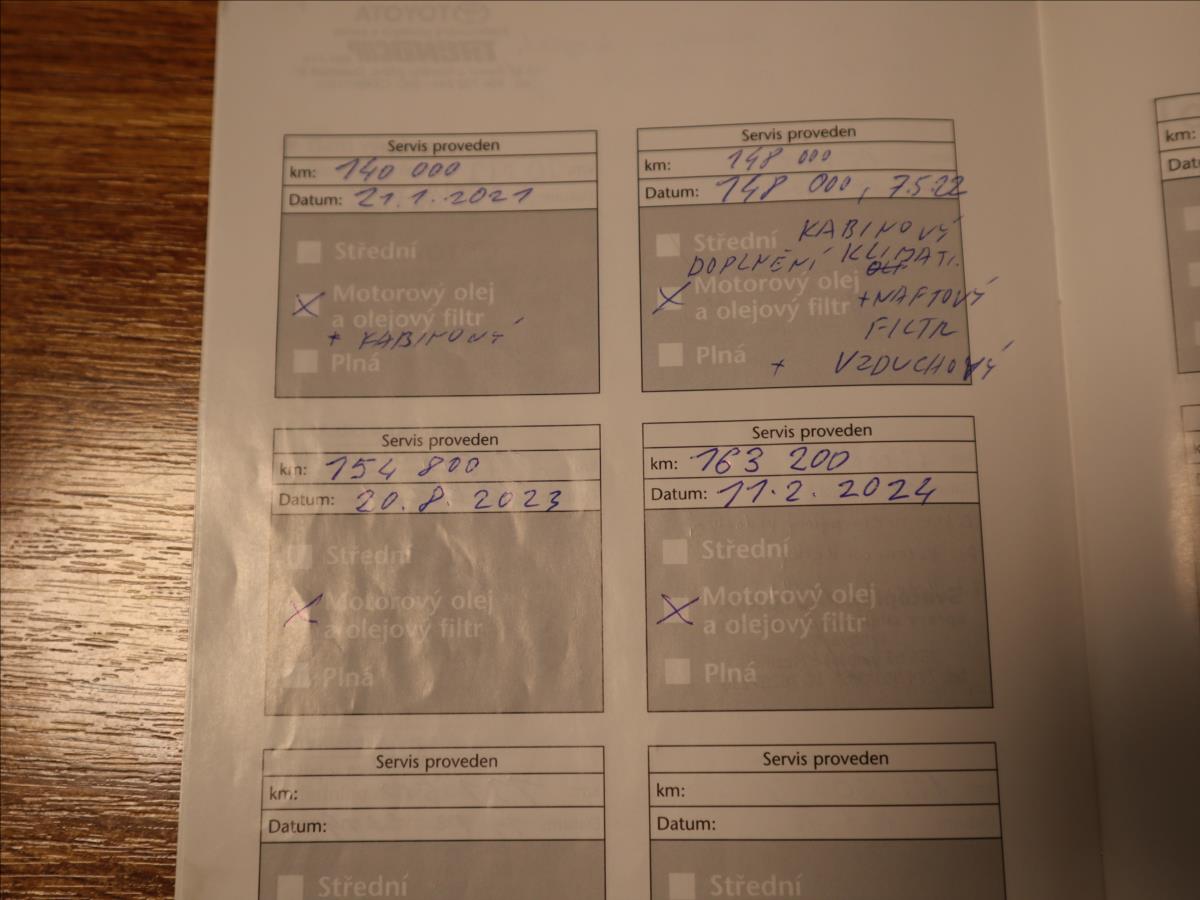 Servis proveden
km: 140 000
Datum: 21.1.2021
Střední
Motorový olej
a olejový filtr
+ KABINOVÝ
Plná
Servis proveden
km: 148 000
Datum: 148 000, 7.5.22
Střední KABINOVÝ
DOPLNĚNÍ KLIMATI.
Motorový olej
a olejový filtr +NAFTOVÝ
FILTR
Plná + VZDUCHOVÝ
Servis proveden
km: 154 800
Datum: 20.8.2023
Střední
Motorový olej
a olejový filtr
Plná
Servis proveden
km: 163 200
Datum: 11.2.2024
Střední
Motorový olej
a olejový filtr
Plná
Servis proveden
km:
Datum:
Střední
Servis proveden
km:
Datum:
Střední
km: